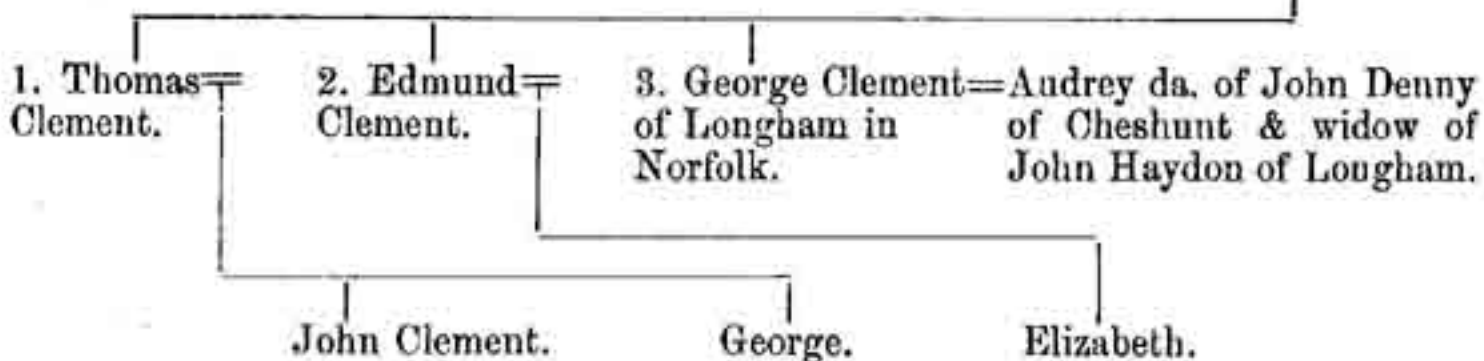 1. Thomas=
Clement.
2. Edmund=
Clement.
3. George Clement=Audrey da. of John Denny
of Longham in of Cheshunt & widow of
Norfolk. John Haydon of Longham.
John Clement. George. Elizabeth.